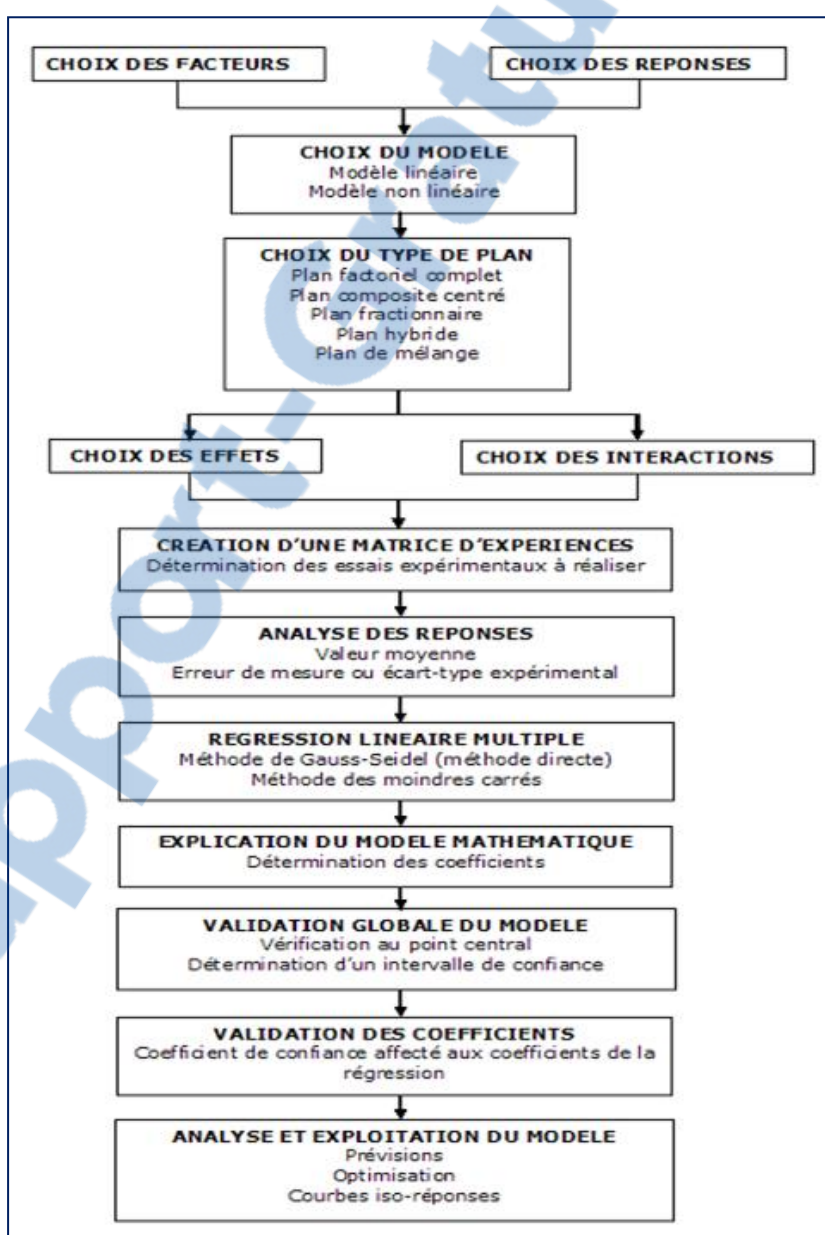 CHOIX DES FACTEURS
CHOIX DES REPONSES
CHOIX DU MODELE
Modèle linéaire
Modèle non linéaire
CHOIX DU TYPE DE PLAN
Plan factoriel complet
Plan composite centré
Plan fractionnaire
Plan hybride
Plan de mélange
CHOIX DES EFFETS
CHOIX DES INTERACTIONS
CREATION D'UNE MATRICE D'EXPERIENCES
Détermination des essais expérimentaux à réaliser
ANALYSE DES REPONSES
Valeur moyenne
Erreur de mesure ou écart-type expérimental
REGRESSION LINEAIRE MULTIPLE
Méthode de Gauss-Seidel (méthode directe)
Méthode des moindres carrés
EXPLICATION DU MODELE MATHEMATIQUE
Détermination des coefficients
VALIDATION GLOBALE DU MODELE
Vérification au point central
Détermination d'un intervalle de confiance
VALIDATION DES COEFFICIENTS
Coefficient de confiance affecté aux coefficients de la
régression
ANALYSE ET EXPLOITATION DU MODELE
Prévisions
Optimisation
Courbes iso-réponses